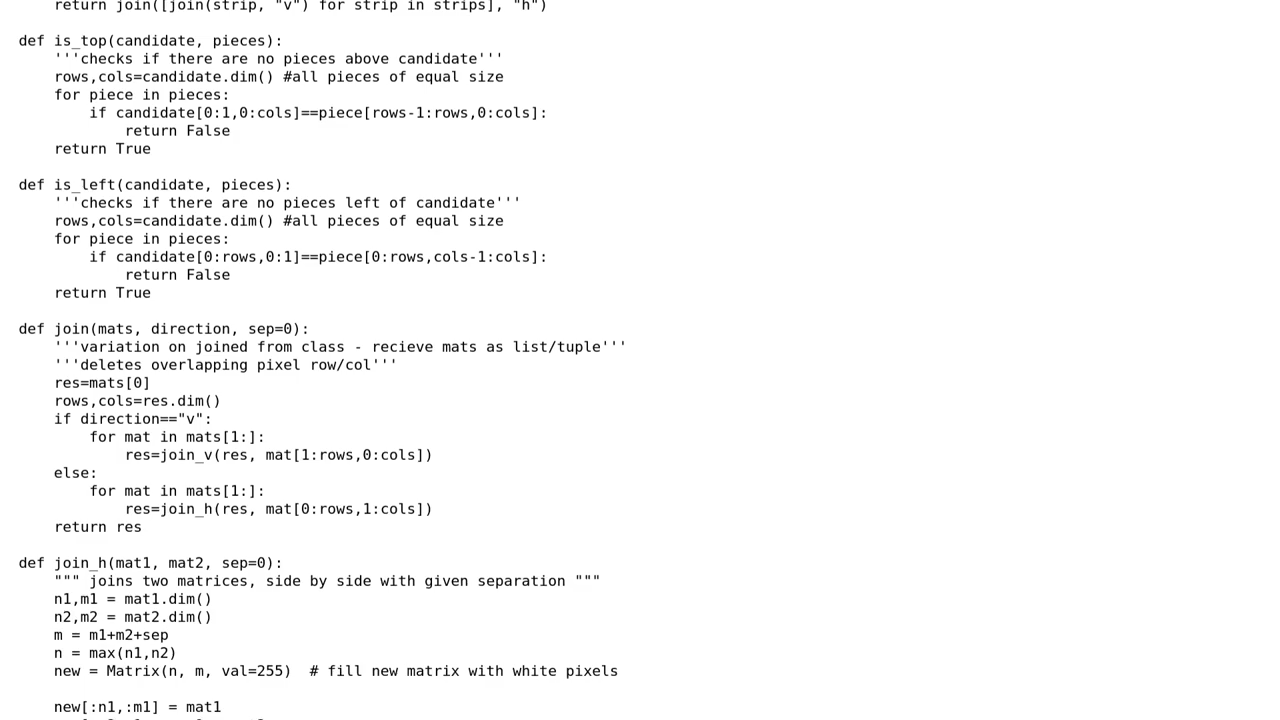 return join([join(strip, "v") for strip in strips], "h")

def is_top(candidate, pieces):
    '''checks if there are no pieces above candidate'''
    rows,cols=candidate.dim() #all pieces of equal size
    for piece in pieces:
        if candidate[0:1,0:cols]==piece[rows-1:rows,0:cols]:
            return False
    return True

def is_left(candidate, pieces):
    '''checks if there are no pieces left of candidate'''
    rows,cols=candidate.dim() #all pieces of equal size
    for piece in pieces:
        if candidate[0:rows,0:1]==piece[0:rows,cols-1:cols]:
            return False
    return True

def join(mats, direction, sep=0):
    '''variation on joined from class - recieve mats as list/tuple'''
    '''deletes overlapping pixel row/col'''
    res=mats[0]
    rows,cols=res.dim()
    if direction=="v":
        for mat in mats[1:]:
            res=join_v(res, mat[1:rows,0:cols])
    else:
        for mat in mats[1:]:
            res=join_h(res, mat[0:rows,1:cols])
    return res

def join_h(mat1, mat2, sep=0):
    """ joins two matrices, side by side with given separation """
    n1,m1 = mat1.dim()
    n2,m2 = mat2.dim()
    m = m1+m2+sep
    n = max(n1,n2)
    new = Matrix(n, m, val=255)  # fill new matrix with white pixels

    new[:n1,:m1] = mat1